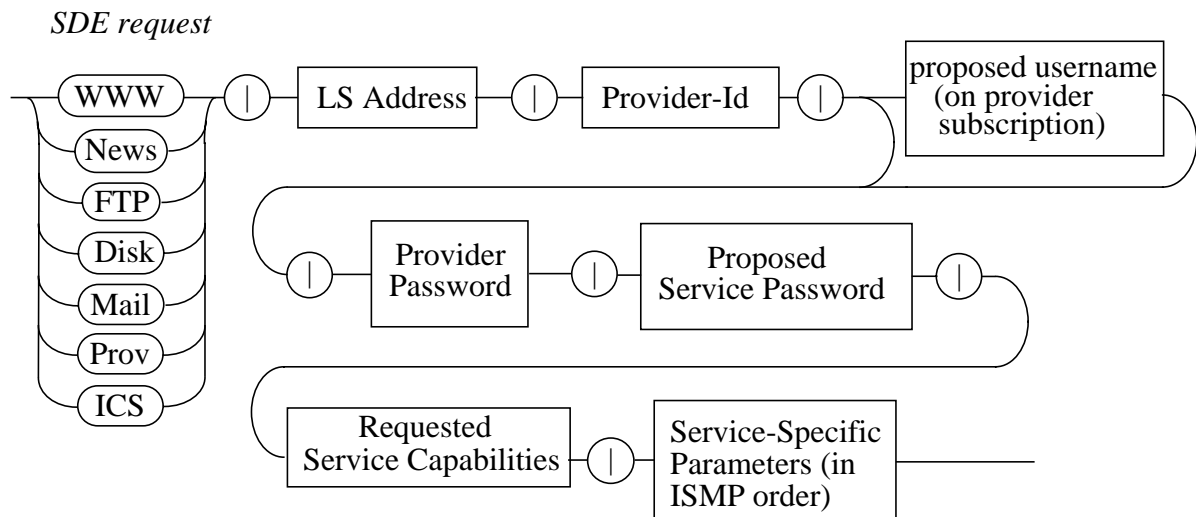 SDE request
WWW
News
FTP
Disk
Mail
Prov
ICS
|
LS Address
|
Provider-Id
|
proposed username
(on provider
subscription)
|
Provider
Password
|
Proposed
Service Password
|
Requested
Service Capabilities
|
Service-Specific
Parameters (in
ISMP order)